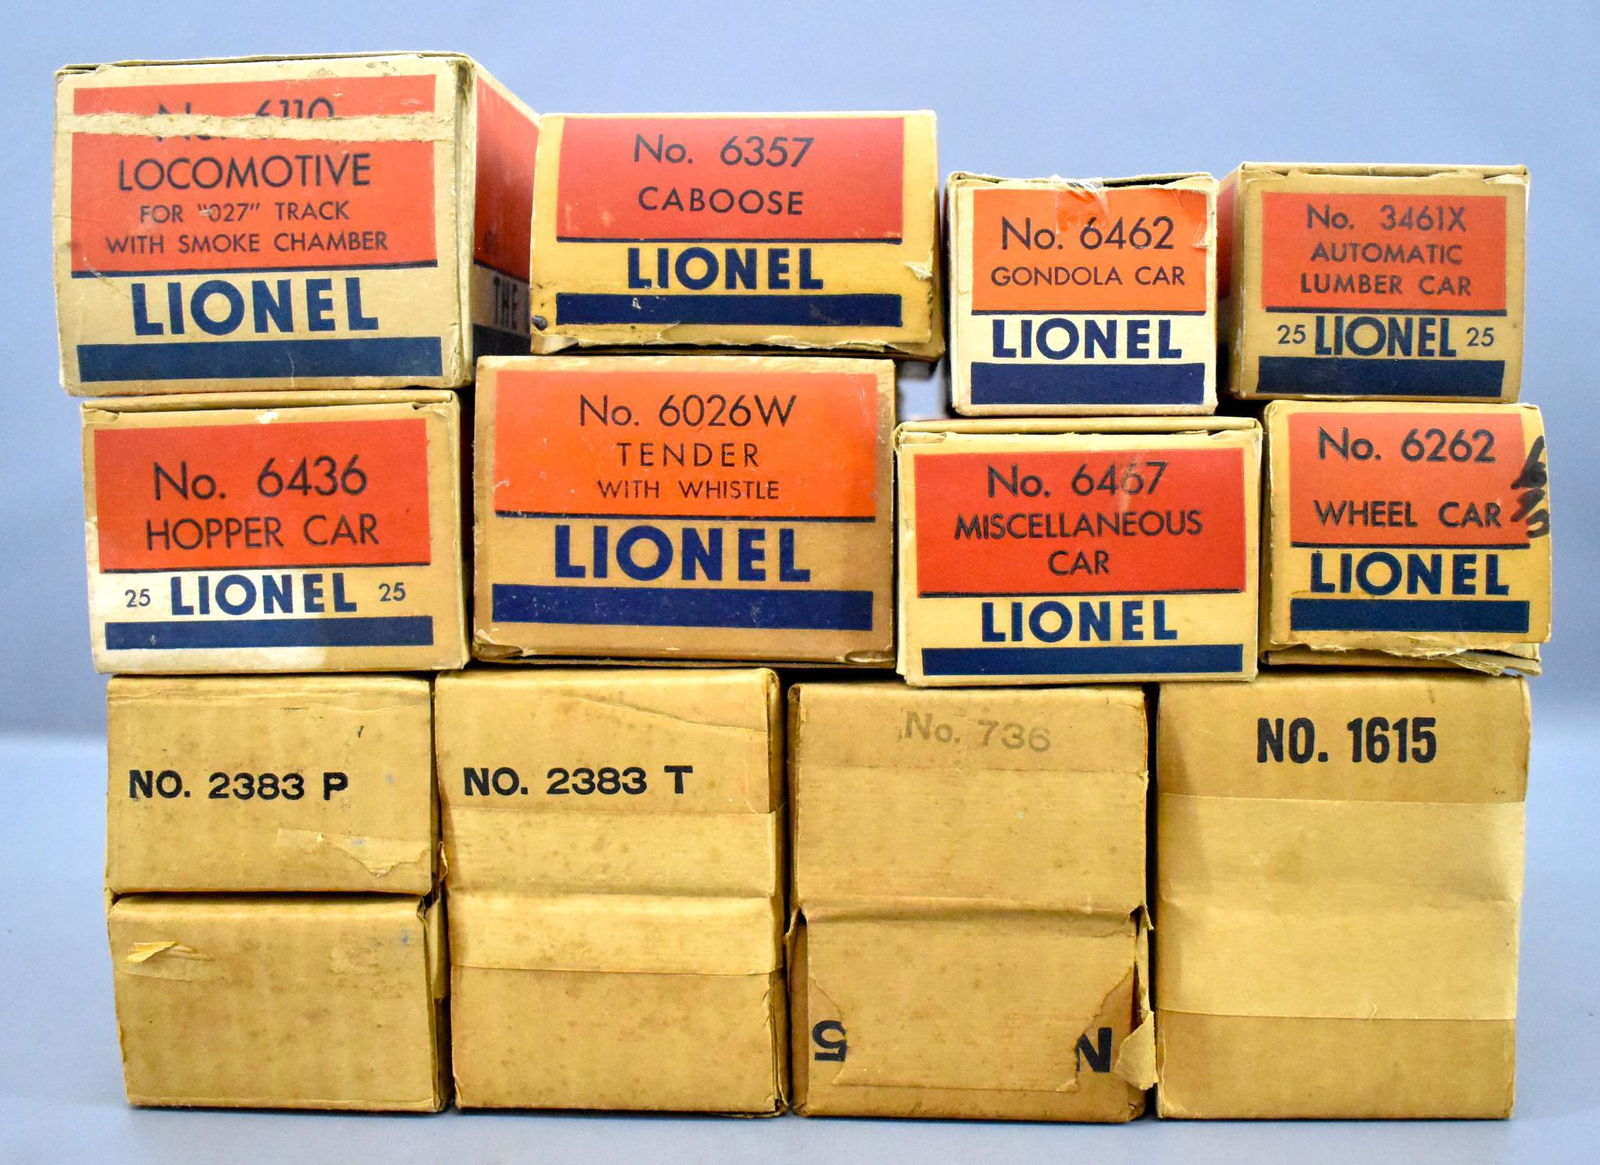 No. 6110
LOCOMOTIVE
FOR "027" TRACK
WITH SMOKE CHAMBER
LIONEL
THE
No. 6357
CABOOSE
LIONEL
No. 6462
GONDOLA CAR
LIONEL
No. 3461X
AUTOMATIC
LUMBER CAR
25 LIONEL 25
No. 6436
HOPPER CAR
25 LIONEL 25
No. 6026W
TENDER
WITH WHISTLE
LIONEL
No. 6467
MISCELLANEOUS
CAR
LIONEL
No. 6262
WHEEL CAR
LIONEL
NO. 2383 P
NO. 2383 T
No. 736
5 N
NO. 1615